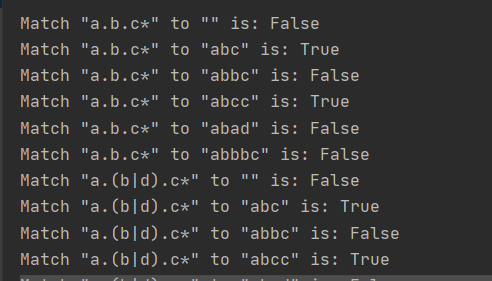 Match "a.b.c*" to "" is: False
Match "a.b.c*" to "abc" is: True
Match "a.b.c*" to "abbc" is: False
Match "a.b.c*" to "abcc" is: True
Match "a.b.c*" to "abad" is: False
Match "a.b.c*" to "abbbc" is: False
Match "a.(b|d).c*" to "" is: False
Match "a.(b|d).c*" to "abc" is: True
Match "a.(b|d).c*" to "abbc" is: False
Match "a.(b|d).c*" to "abcc" is: True